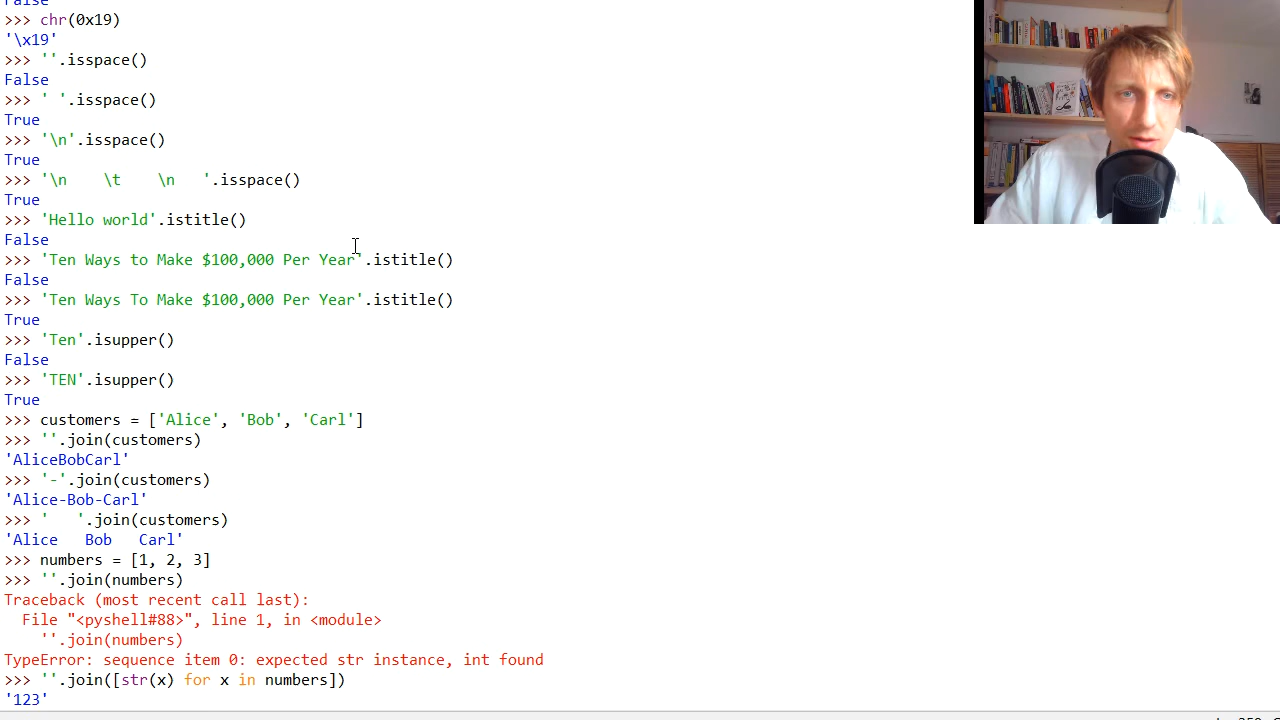 False
>>> chr(0x19)
'\x19'
>>> ''.isspace()
False
>>> ' '.isspace()
True
>>> '\n'.isspace()
True
>>> '\n    \t    \n   '.isspace()
True
>>> 'Hello world'.istitle()
False
>>> 'Ten Ways to Make $100,000 Per Year'.istitle()
False
>>> 'Ten Ways To Make $100,000 Per Year'.istitle()
True
>>> 'Ten'.isupper()
False
>>> 'TEN'.isupper()
True
>>> customers = ['Alice', 'Bob', 'Carl']
>>> ''.join(customers)
'AliceBobCarl'
>>> '-'.join(customers)
'Alice-Bob-Carl'
>>> '   '.join(customers)
'Alice   Bob   Carl'
>>> numbers = [1, 2, 3]
>>> ''.join(numbers)
Traceback (most recent call last):
  File "<pyshell#88>", line 1, in <module>
    ''.join(numbers)
TypeError: sequence item 0: expected str instance, int found
>>> ''.join([str(x) for x in numbers])
'123'